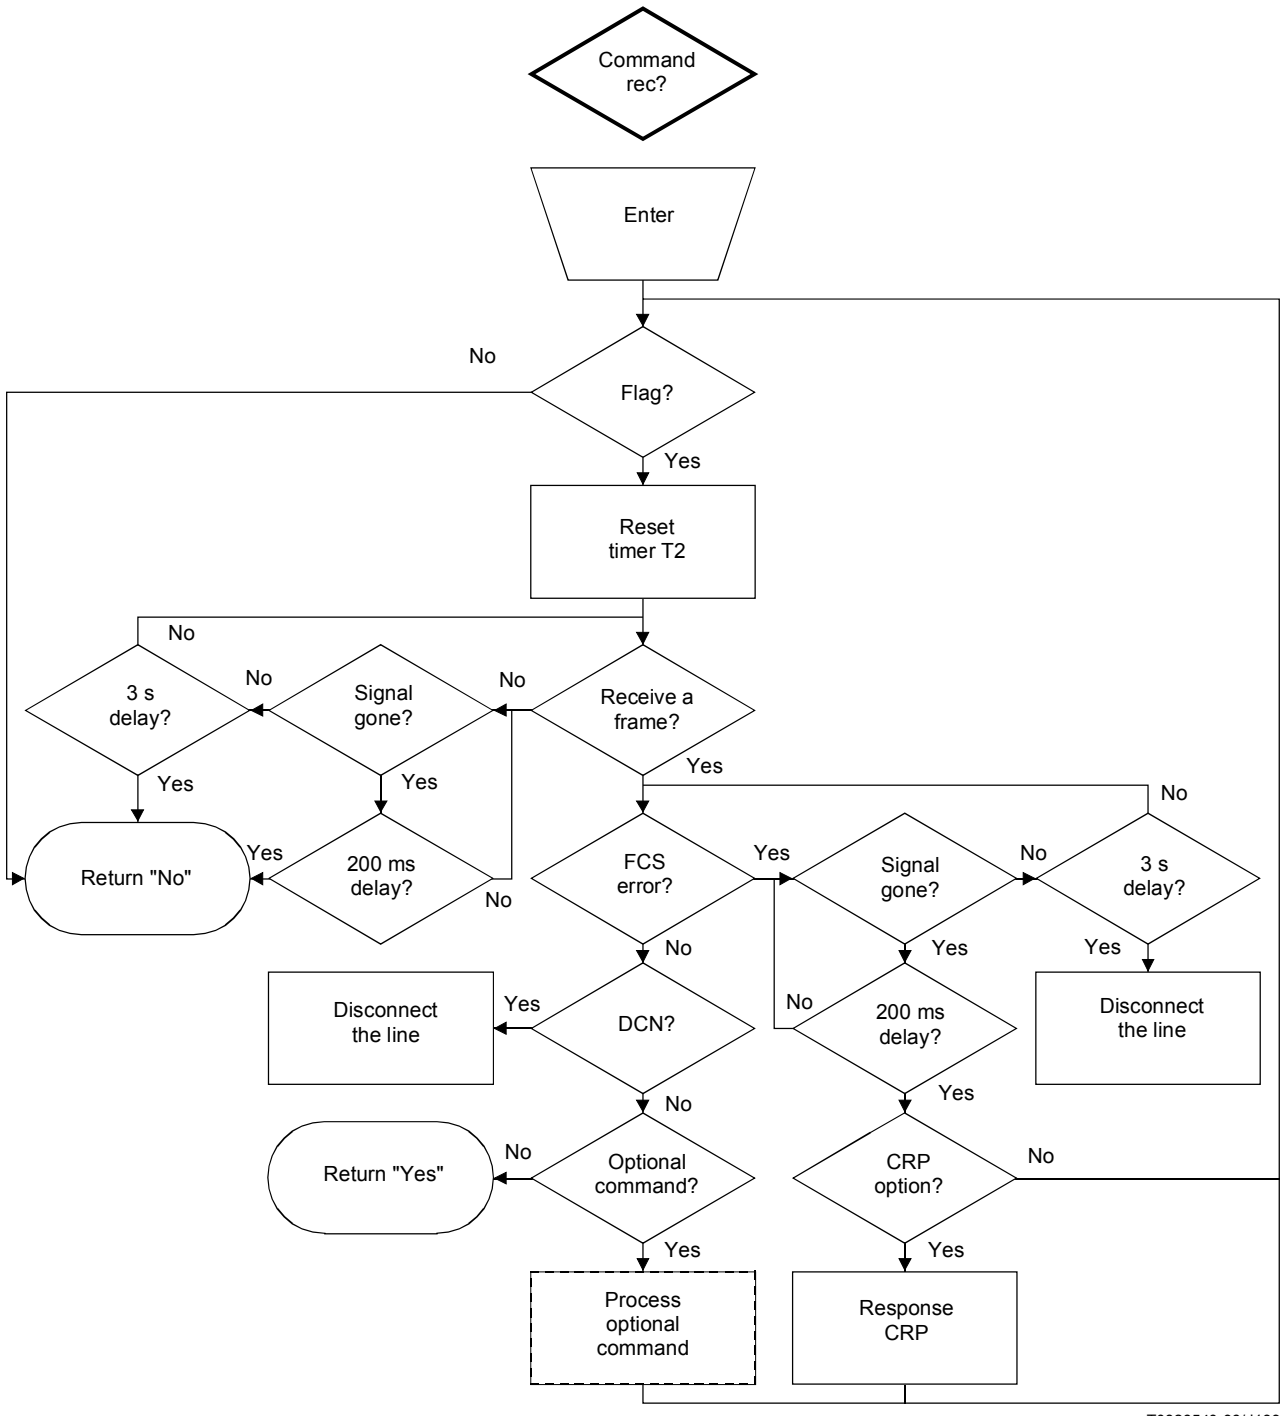 Command
rec?
Enter
No
Flag?
Yes
Reset
timer T2
No
3 s
delay?
No
Signal
gone?
No
Receive a
frame?
Yes
Yes
Yes
No
Return "No"
Yes
200 ms
delay?
No
FCS
error?
Yes
Signal
gone?
No
3 s
delay?
No
Yes
Yes
Disconnect
the line
Yes
DCN?
No
200 ms
delay?
Disconnect
the line
No
Yes
Return "Yes"
No
Optional
command?
CRP
option?
No
Yes
Yes
Process
optional
command
Response
CRP